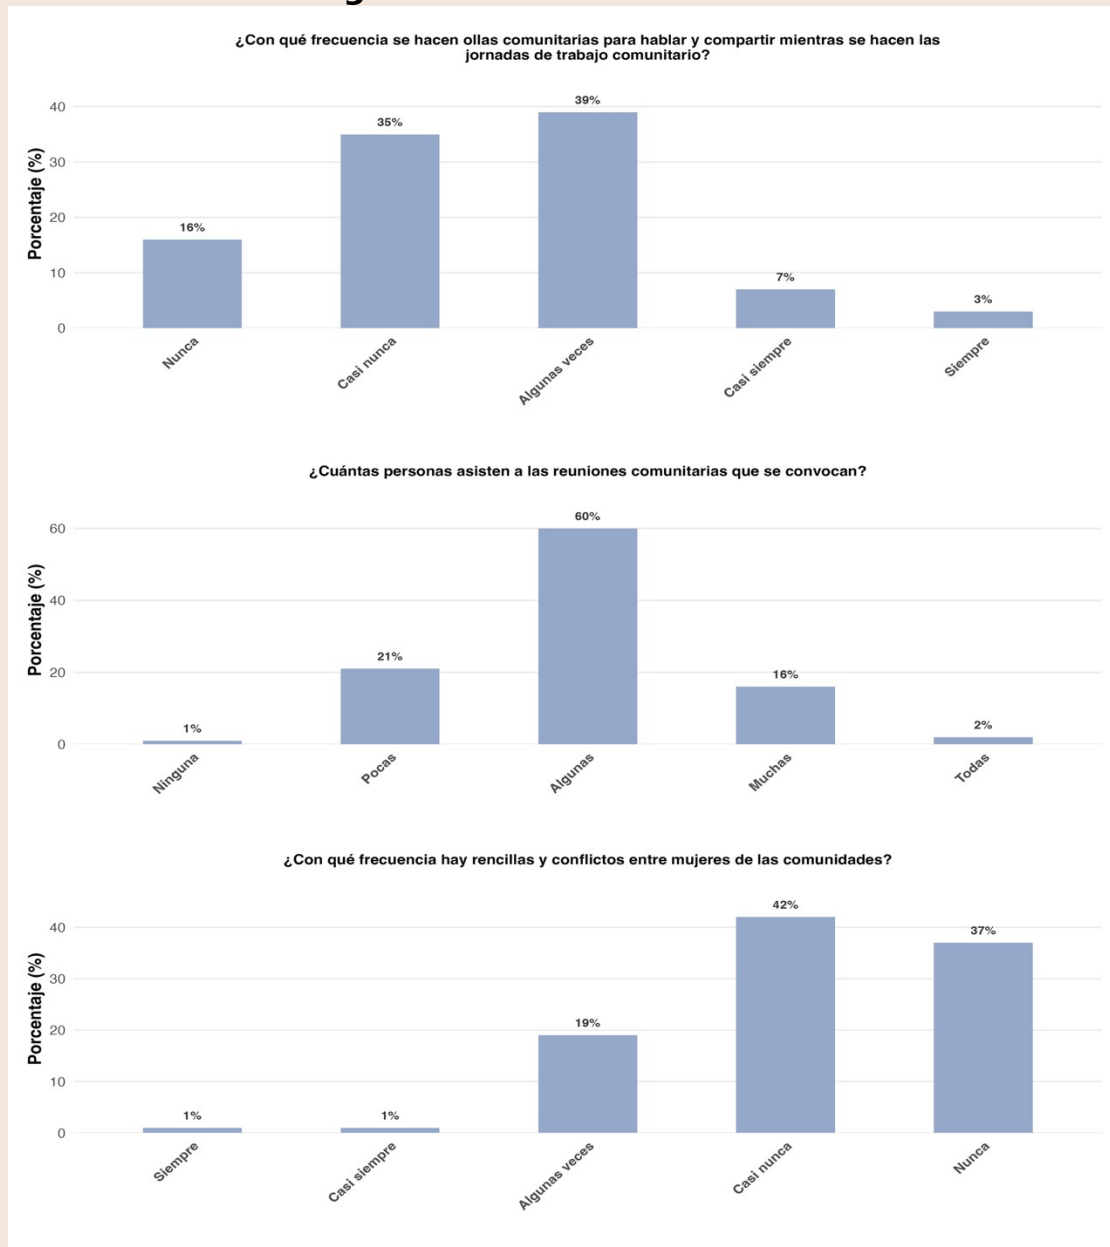 ¿Con qué frecuencia se hacen ollas comunitarias para hablar y compartir mientras se hacen las
jornadas de trabajo comunitario?
Porcentaje (%)
40
30
20
10
0
16%
35%
39%
7%
3%
Nunca
Casi nunca
Algunas veces
Casi siempre
Siempre
¿Cuántas personas asisten a las reuniones comunitarias que se convocan?
Porcentaje (%)
60
40
20
0
1%
21%
60%
16%
2%
Ninguna
Pocas
Algunas
Muchas
Todas
¿Con qué frecuencia hay rencillas y conflictos entre mujeres de las comunidades?
Porcentaje (%)
40
30
20
10
0
1%
1%
19%
42%
37%
Siempre
Casi siempre
Algunas veces
Casi nunca
Nunca